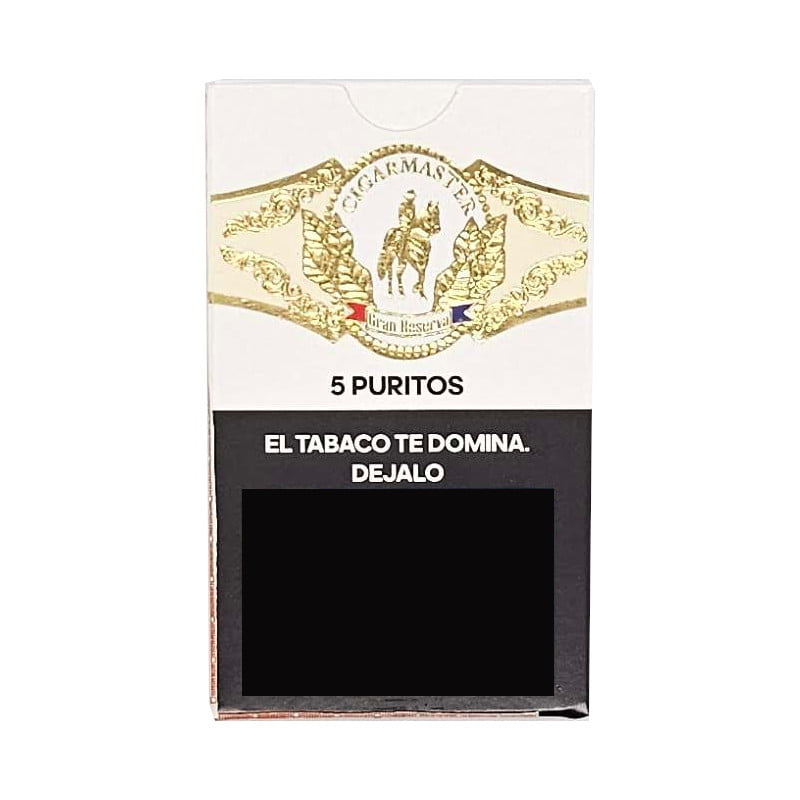 CIGARMASTER
Gran Reserva
5 PURITOS
EL TABACO TE DOMINA.
DEJALO